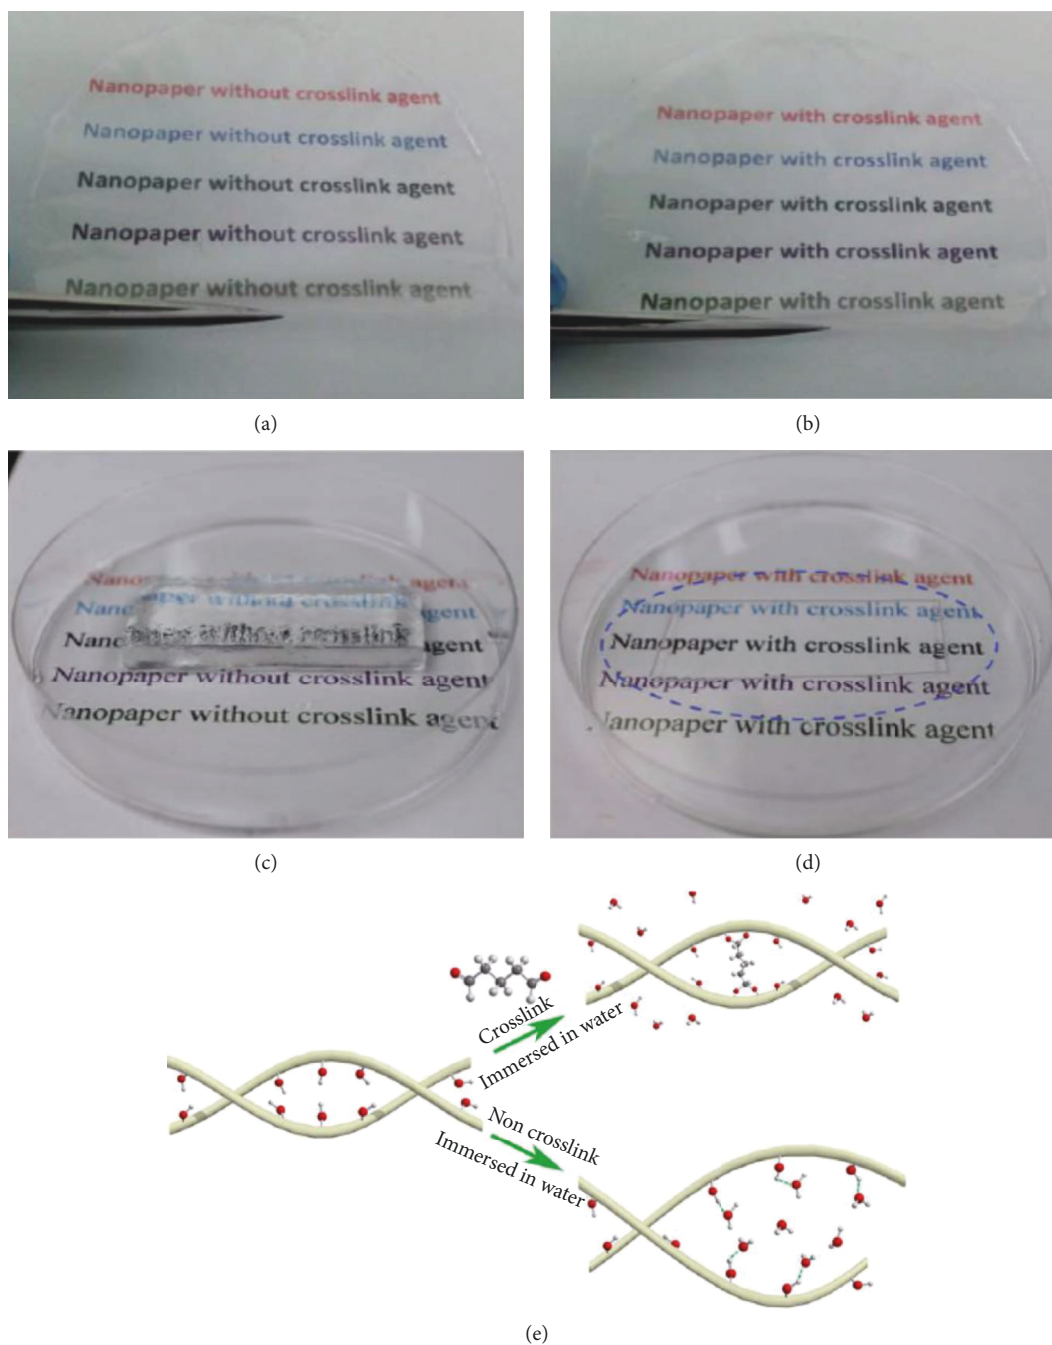 Nanopaper without crosslink agent
Nanopaper without crosslink agent
Nanopaper without crosslink agent
Nanopaper without crosslink agent
Nanopaper without crosslink agent
(a)
Nanopaper with crosslink agent
Nanopaper with crosslink agent
Nanopaper with crosslink agent
Nanopaper with crosslink agent
Nanopaper with crosslink agent
(b)
agent
without crosslink agent
without agent
Nanopaper without crosslink agent
Nanopaper without crosslink agent
(c)
Nanopaper with crosslink agent
Nanopaper with crosslink agent
Nanopaper with crosslink agent
Nanopaper with crosslink agent
anopaper with crosslink agent
(d)
Crosslink
Immersed in water
Non crosslink
Immersed in water
(e)